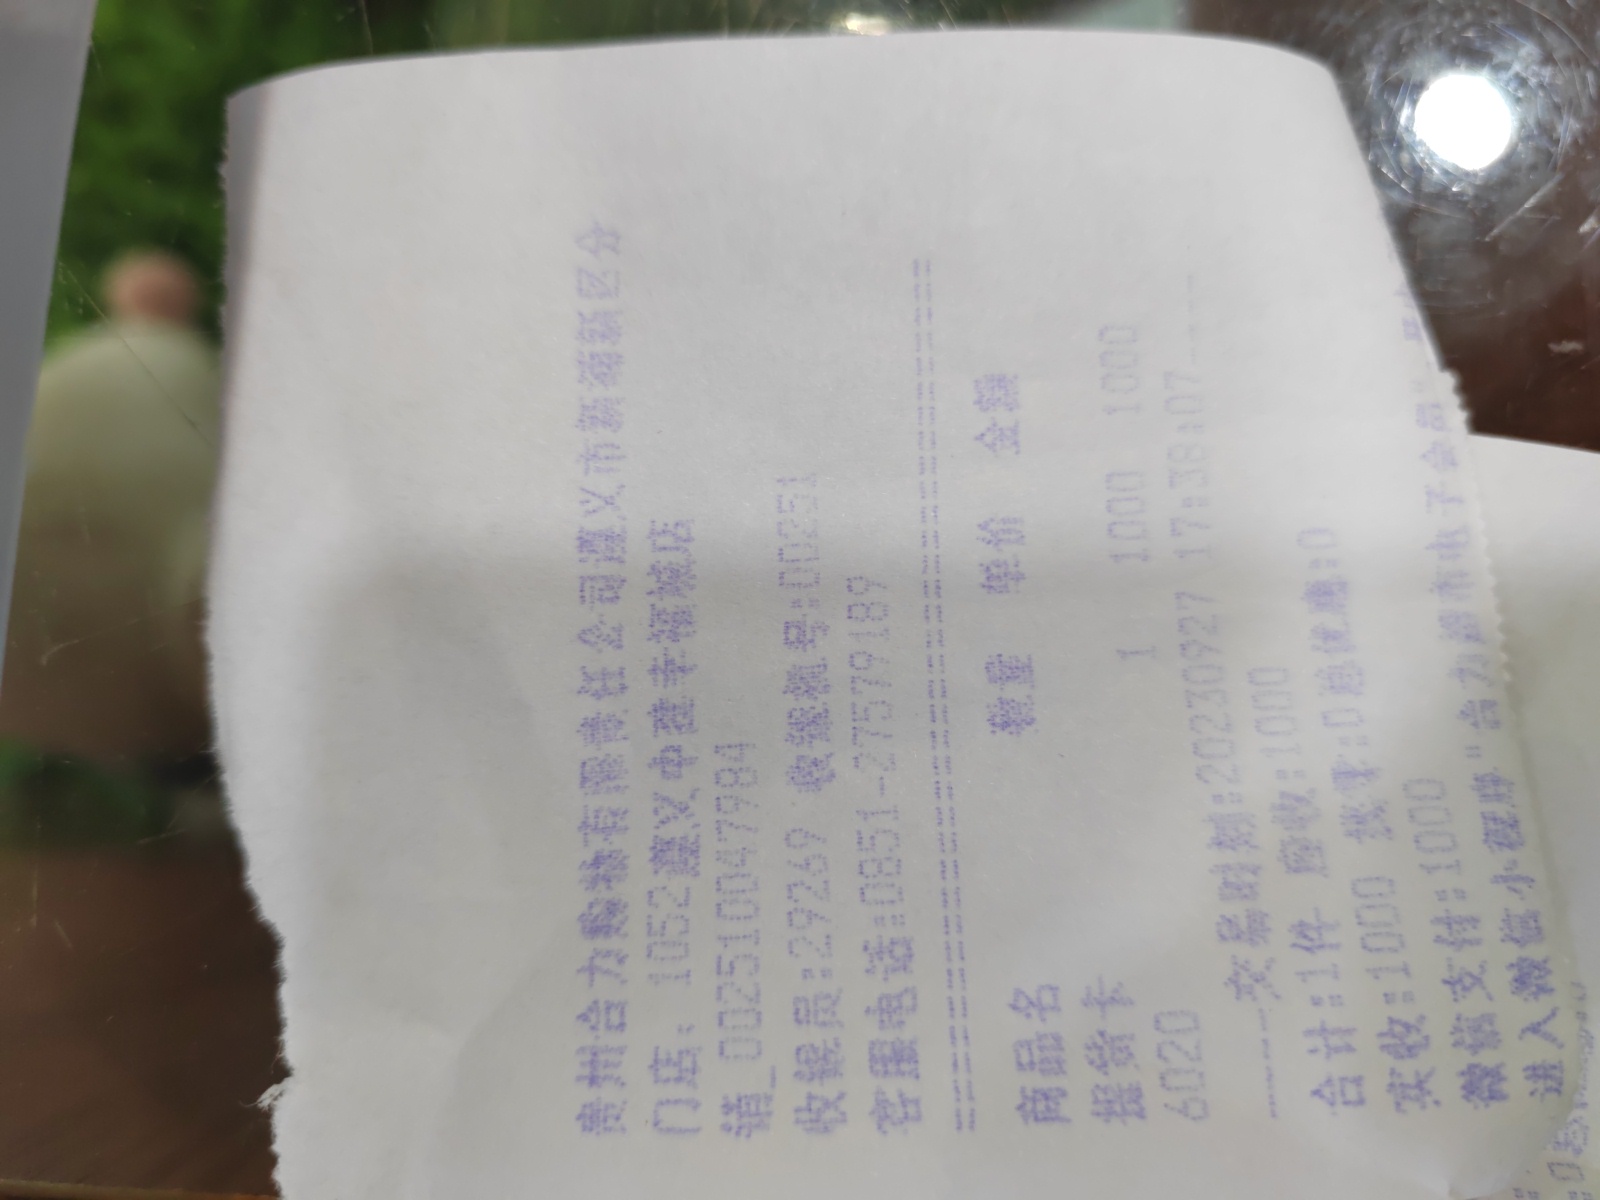 贵州合力购物有限责任公司遵义市新蒲新区分
门店: 1052遵义中建幸福城店
销_002510047984
收银员:29269 收银机号:00251
客服电话:0851-27579189
==========================================
商品名 数量 单价 金额
提货卡
6020 1 1000 1000
------交易时刻:20230927 17:38:07----
合计:1件 应收:1000
实收:1000 找零:0总优惠:0
微信支付:1000
进入微信小程序"合力超市电子会员"